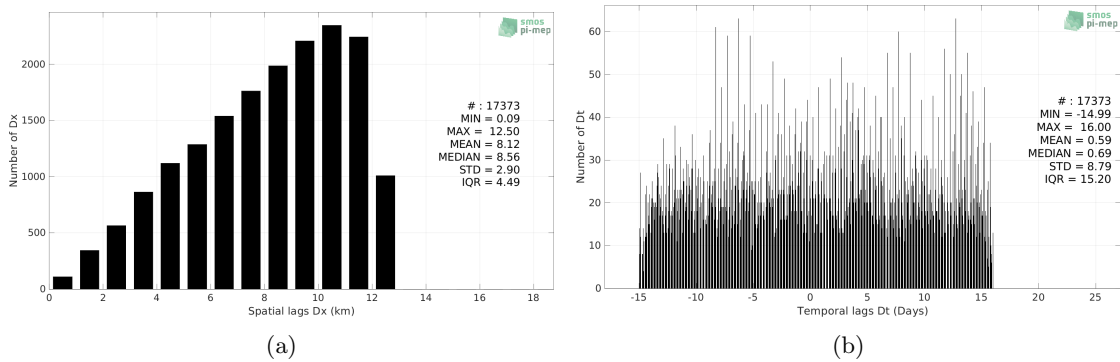 smos
pi-mep
2000
1500
1000
500
0
Number of Dx
# : 17373
MIN = 0.09
MAX = 12.50
MEAN = 8.12
MEDIAN = 8.56
STD = 2.90
IQR = 4.49
0 2 4 6 8 10 12 14 16 18
Spatial lags Dx (km)
(a)
smos
pi-mep
60
50
40
30
20
10
0
Number of Dt
# : 17373
MIN = -14.99
MAX = 16.00
MEAN = 0.59
MEDIAN = 0.69
STD = 8.79
IQR = 15.20
-15 -10 -5 0 5 10 15 20 25
Temporal lags Dt (Days)
(b)